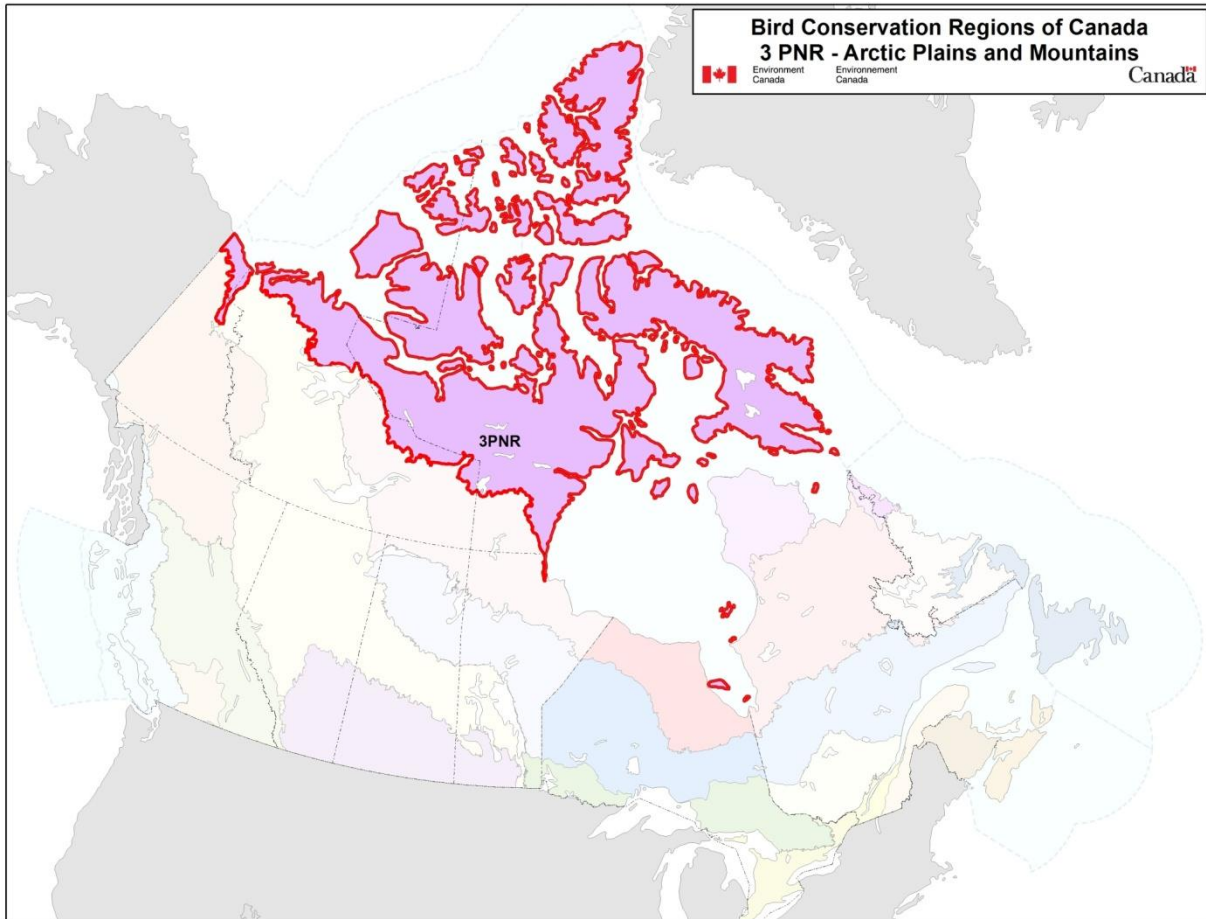 Bird Conservation Regions of Canada
3 PNR - Arctic Plains and Mountains
Environment Canada
Environnement Canada
Canada
3PNR